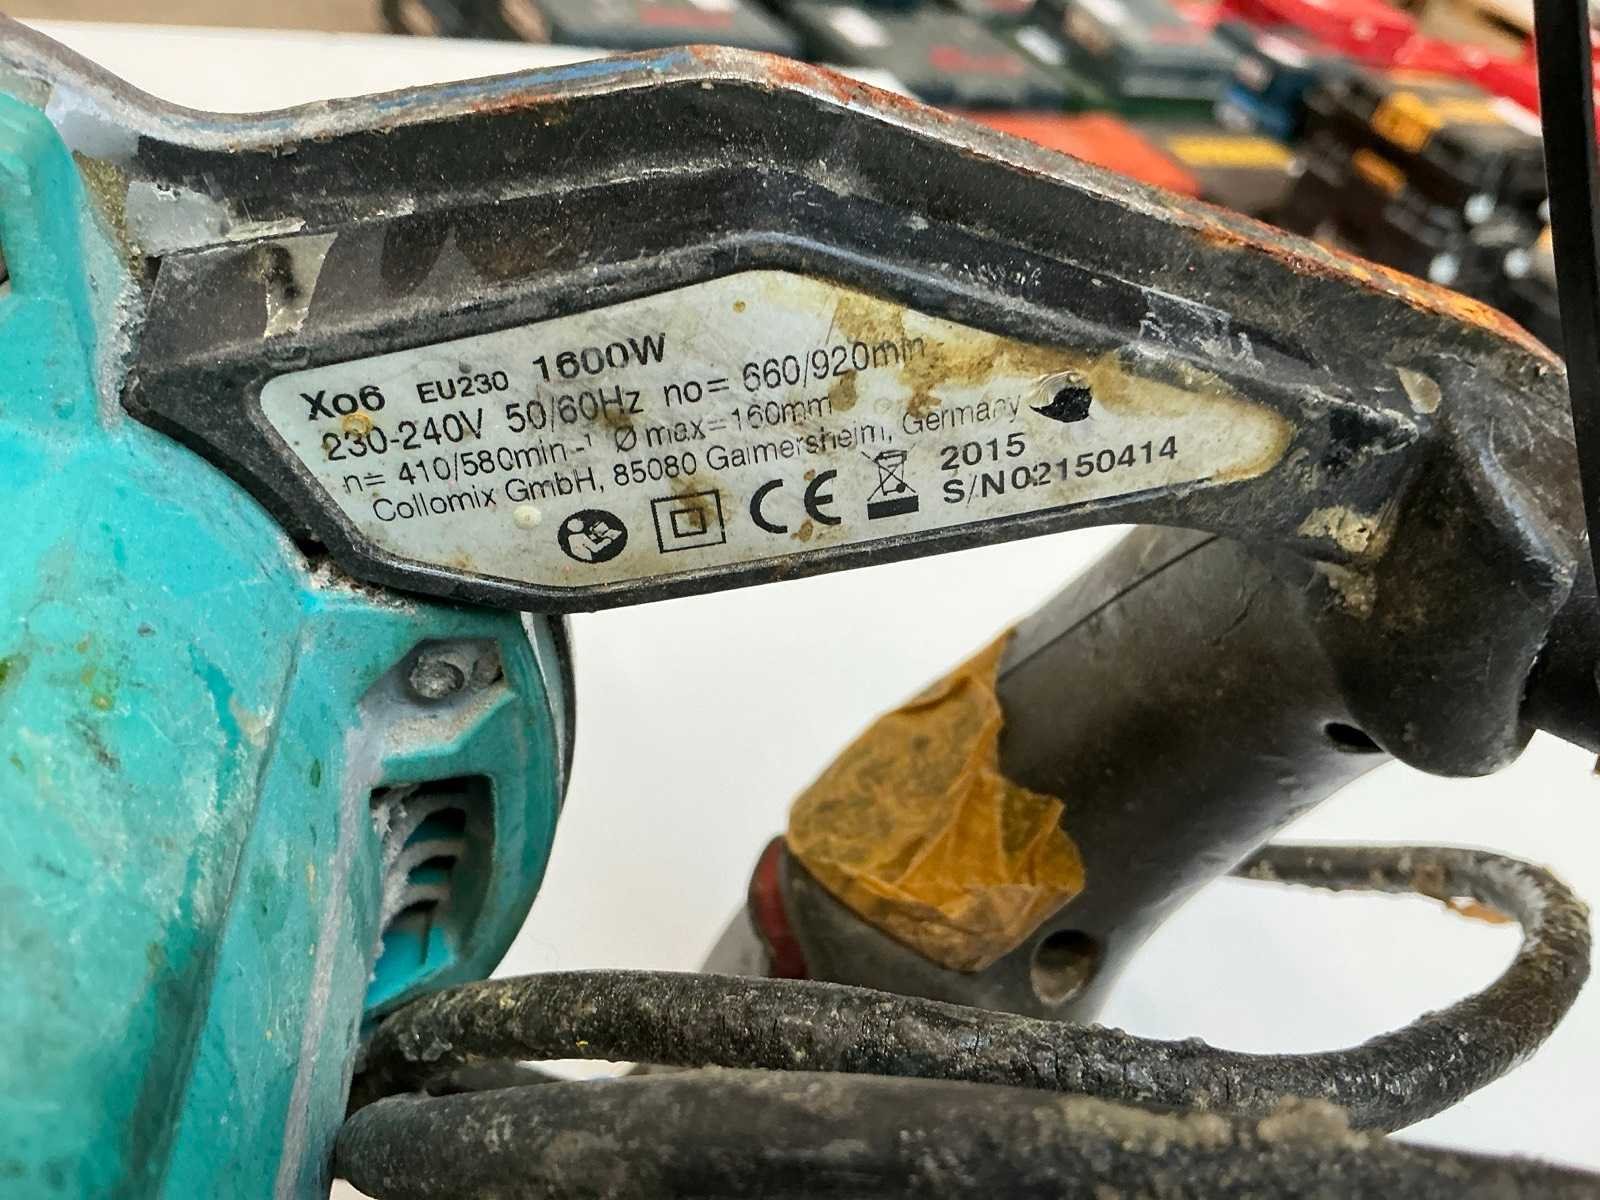 Xo6 EU230 1600W
230-240V 50/60Hz no= 660/920min
n= 410/580min-¹ Ø max=160mm
Collomix GmbH, 85080 Gaimersheim, Germany
CE 2015
S/N02150414